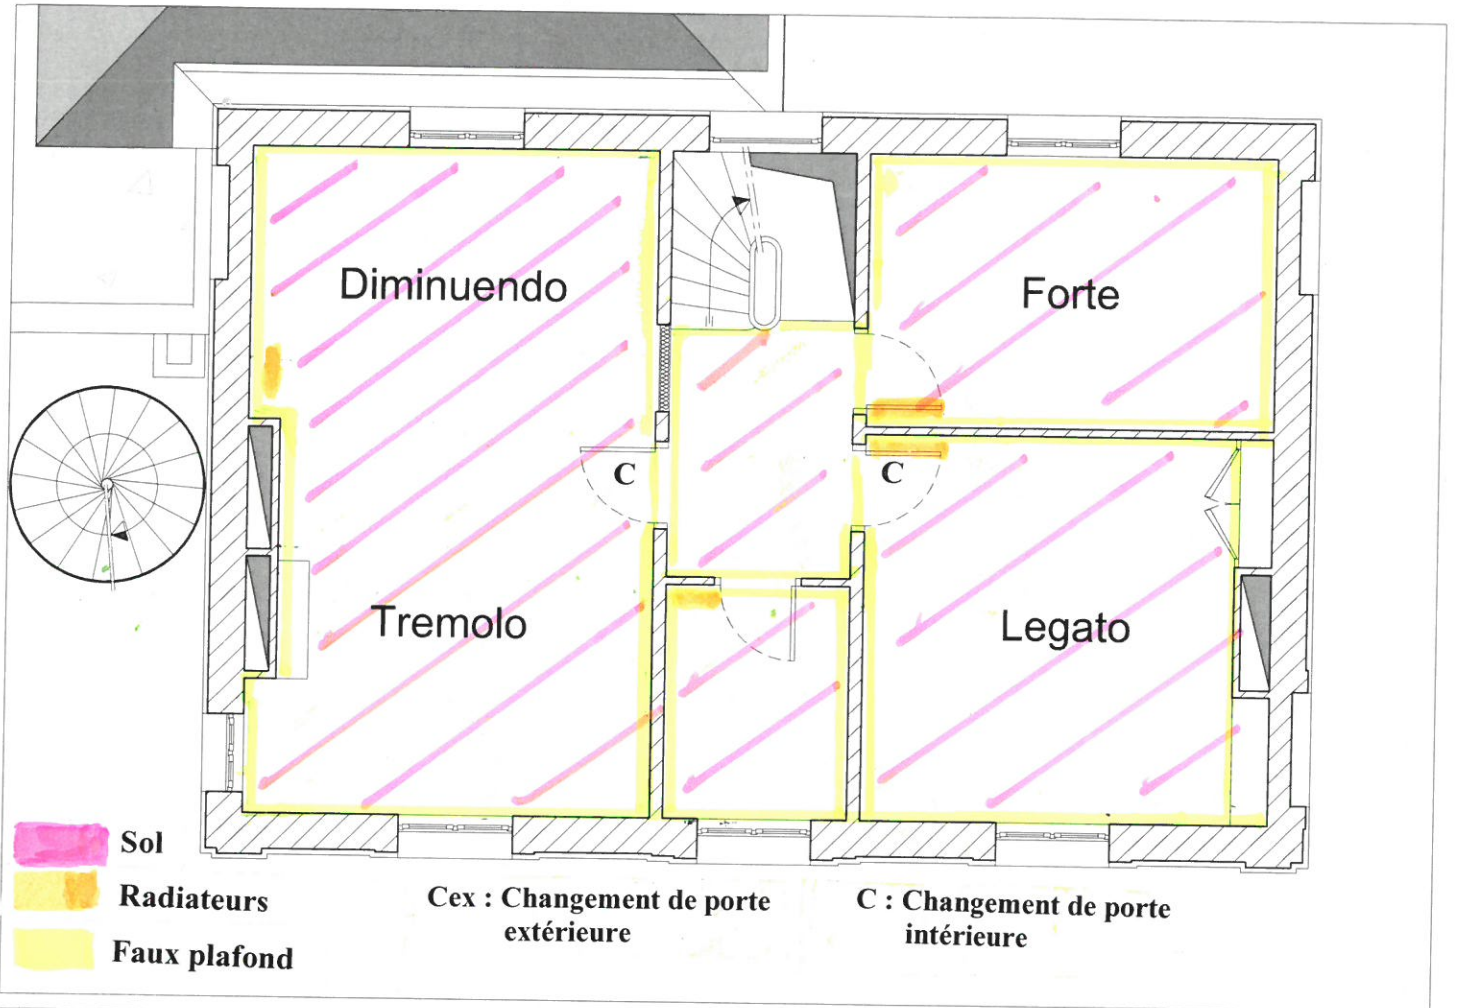 Diminuendo
Forte
C
C
Tremolo
Legato
Sol
Radiateurs
Faux plafond
Cex : Changement de porte
extérieure
C : Changement de porte
intérieure